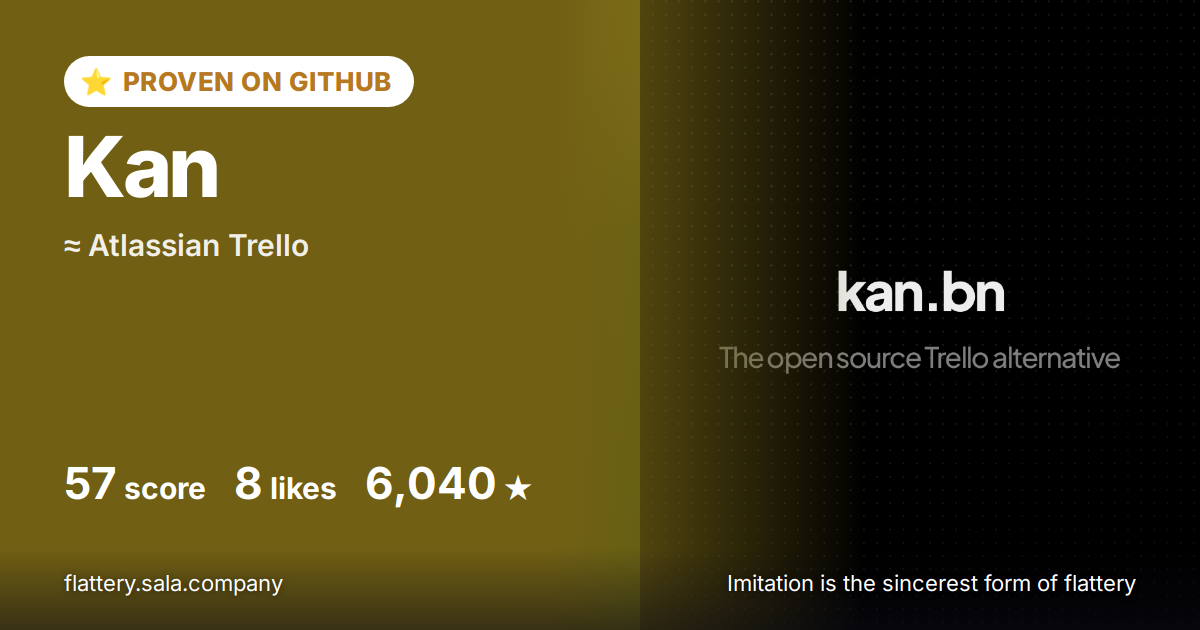 ⭐ PROVEN ON GITHUB
Kan
≈ Atlassian Trello
57 score 8 likes 6,040 ★
flattery.sala.company
kan.bn
The open source Trello alternative
Imitation is the sincerest form of flattery